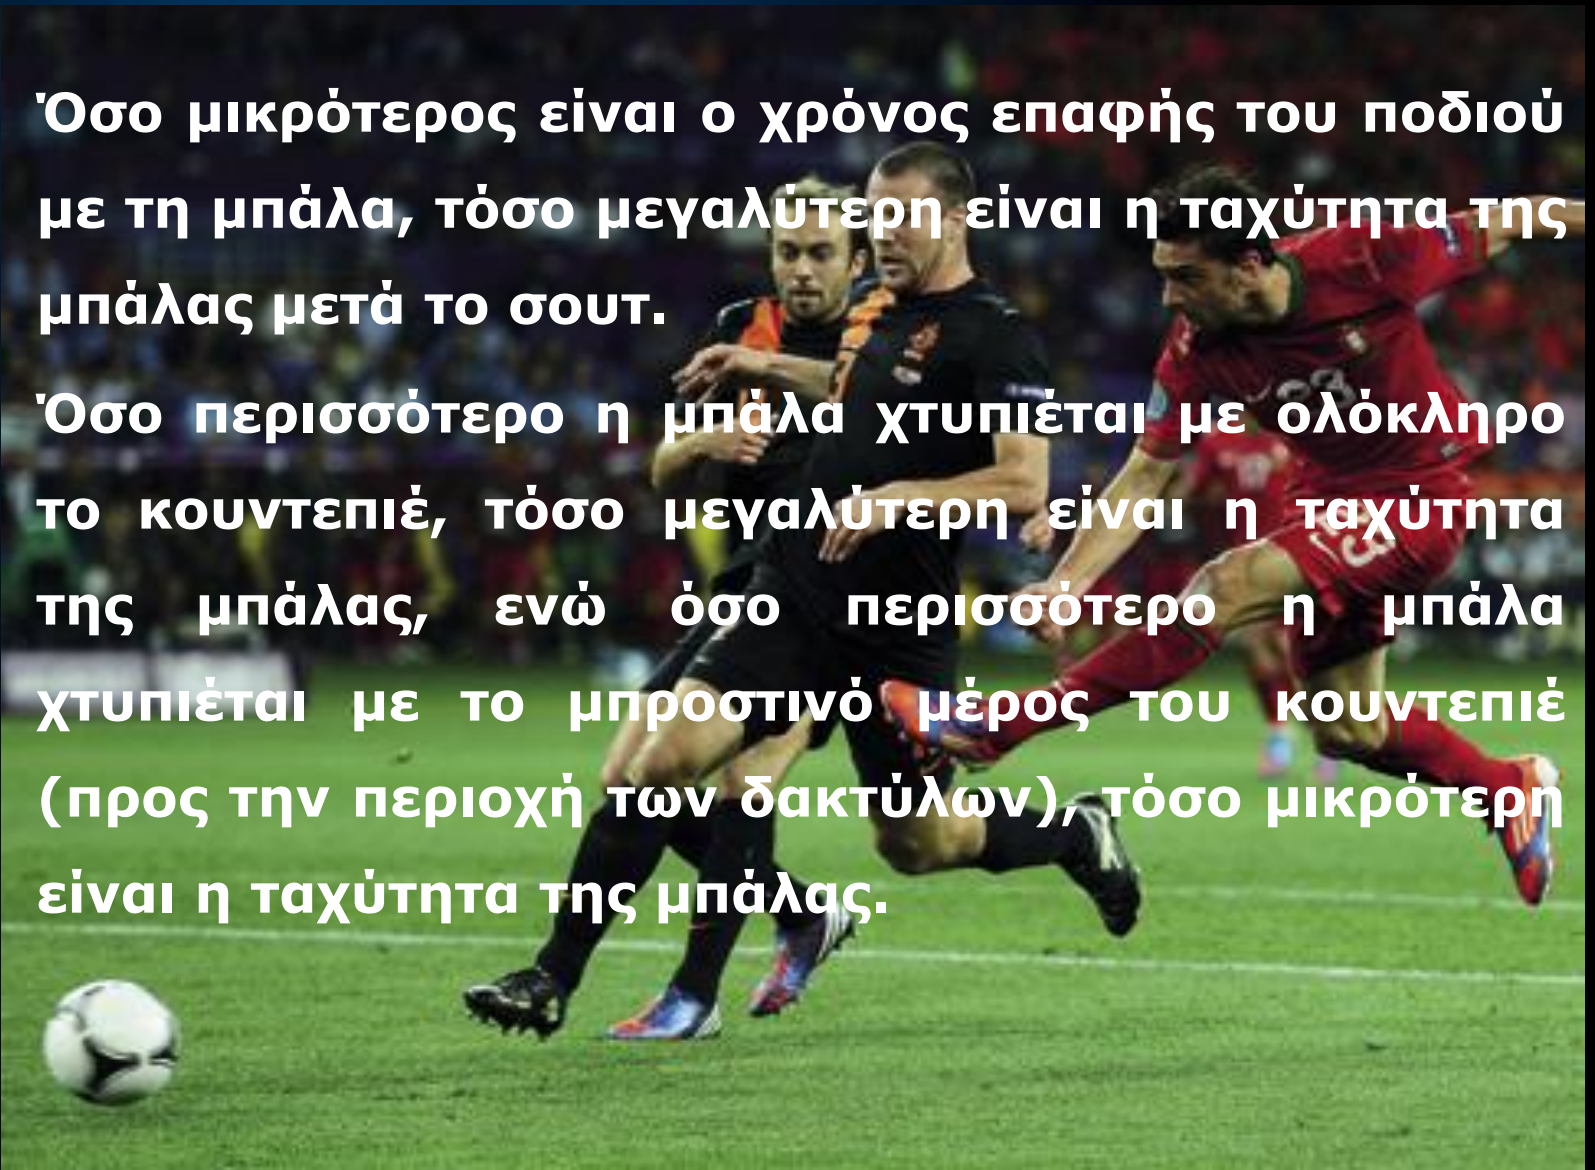 Όσο μικρότερος είναι ο χρόνος επαφής του ποδιού
με τη μπάλα, τόσο μεγαλύτερη είναι η ταχύτητα της
μπάλας μετά το σουτ.
Όσο περισσότερο η μπάλα χτυπιέται με ολόκληρο
το κουντεπιέ, τόσο μεγαλύτερη είναι η ταχύτητα
της μπάλας, ενώ όσο περισσότερο η μπάλα
χτυπιέται με το μπροστινό μέρος του κουντεπιέ
(προς την περιοχή των δακτύλων), τόσο μικρότερη
είναι η ταχύτητα της μπάλας.
23
23